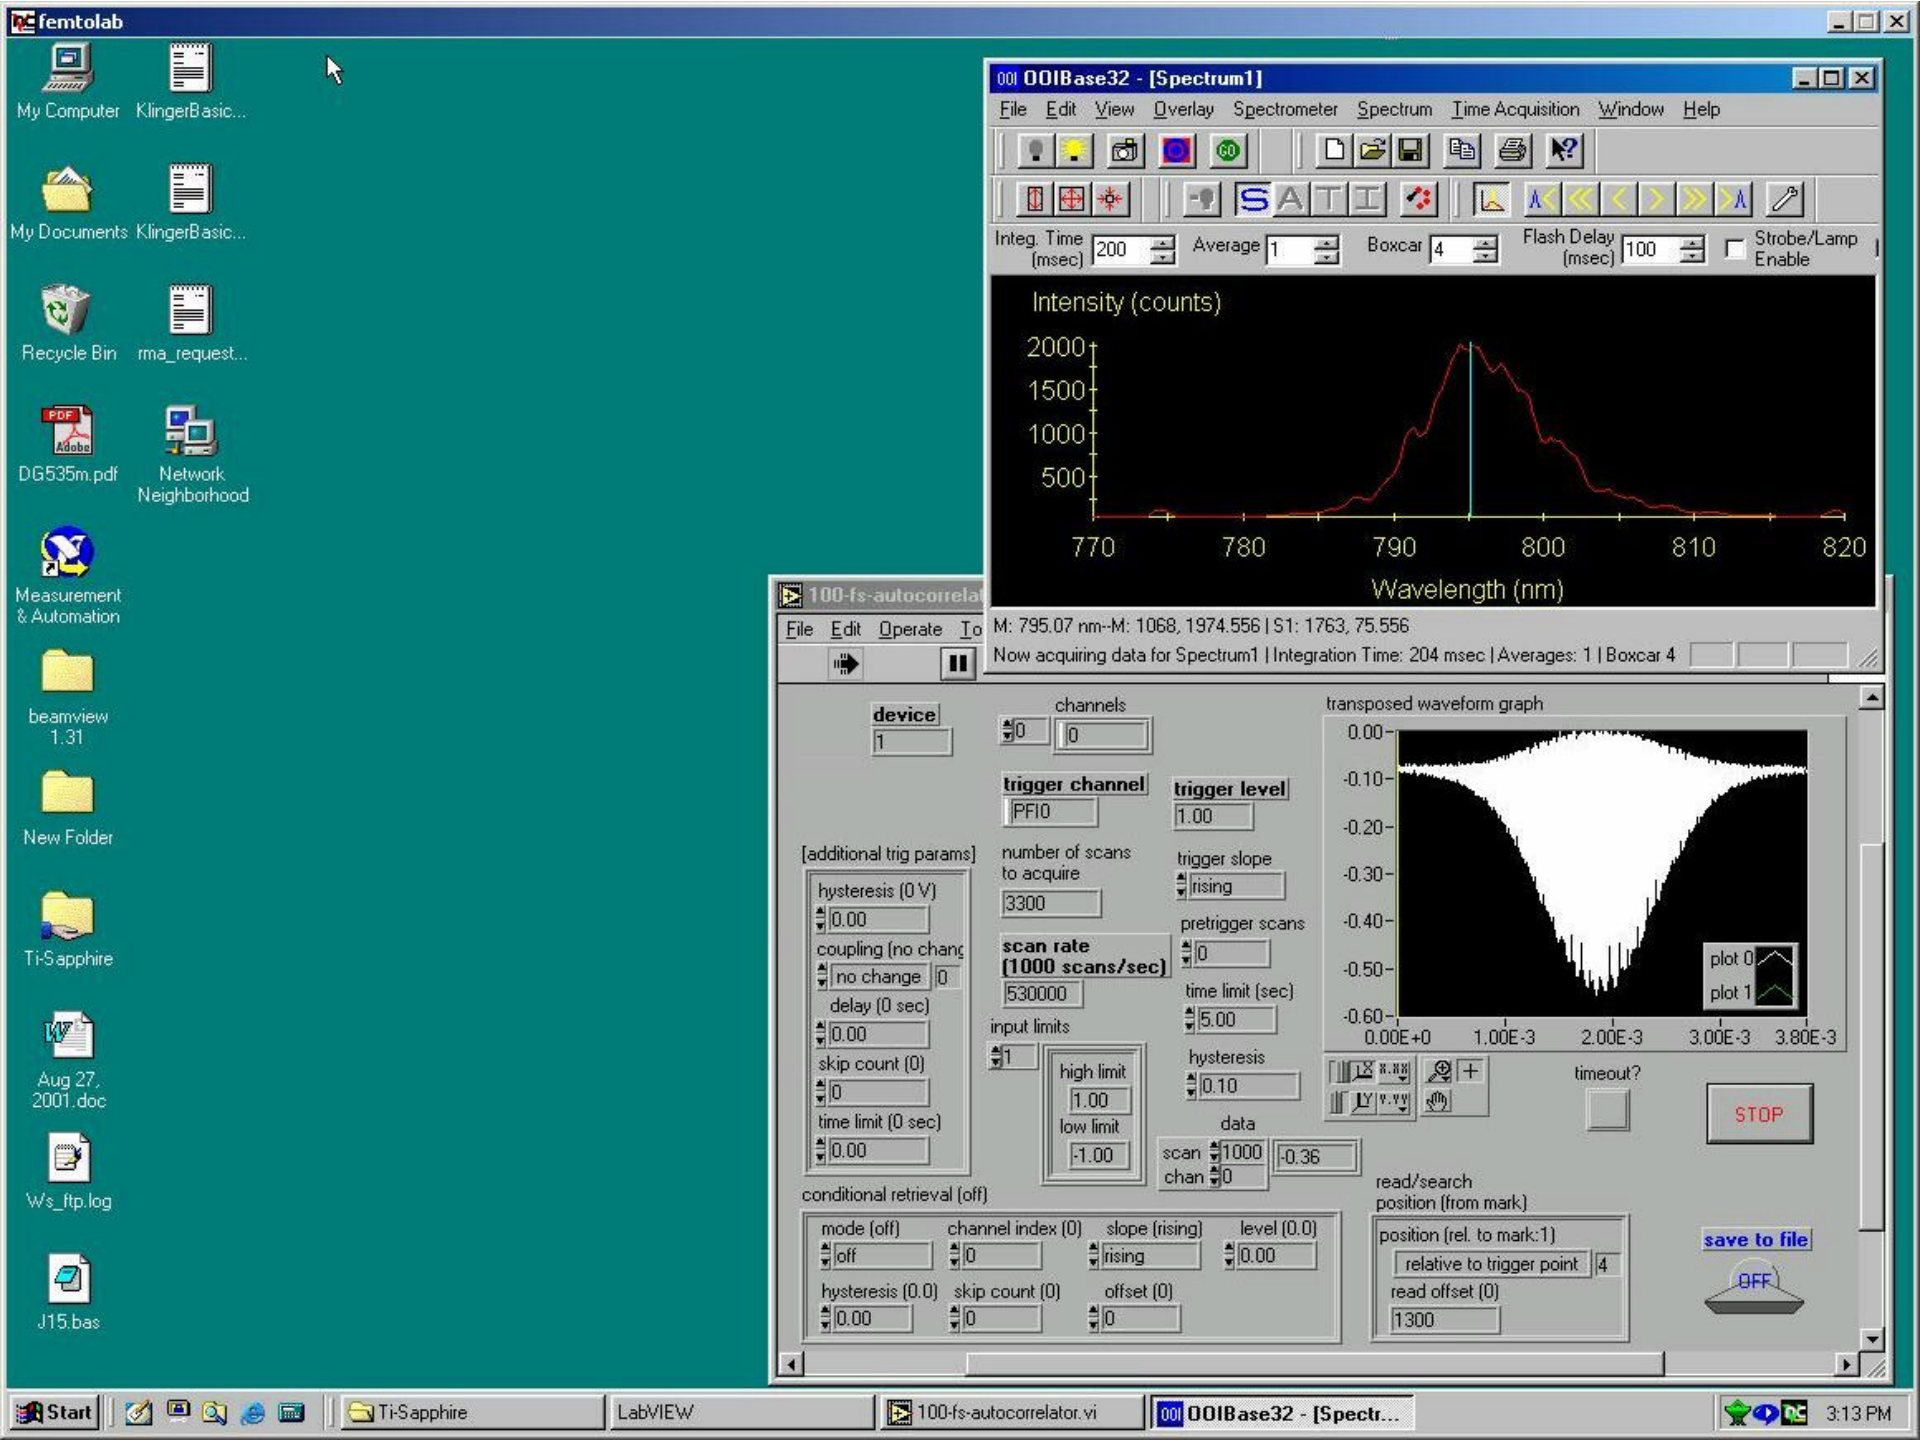 femtolab
My Computer
KlingerBasic...
My Documents
KlingerBasic...
Recycle Bin
rma_request...
PDF
Adobe
DG535m.pdf
Network
Neighborhood
Measurement
& Automation
beamview
1.31
New Folder
Ti-Sapphire
Aug 27,
2001.doc
Ws_ftp.log
J15.bas
OOI OOIBase32 - [Spectrum1]
File Edit View Overlay Spectrometer Spectrum Time Acquisition Window Help
GO
S A T I
Integ. Time
(msec) 200
Average 1
Boxcar 4
Flash Delay
(msec) 100
Strobe/Lamp
Enable
Intensity (counts)
2000
1500
1000
500
770 780 790 800 810 820
Wavelength (nm)
M: 795.07 nm--M: 1068, 1974.556 | S1: 1763, 75.556
Now acquiring data for Spectrum1 | Integration Time: 204 msec | Averages: 1 | Boxcar 4
100-fs-autocorrelat
File Edit Operate To
device
1
channels
0 0
trigger channel
PFI0
trigger level
1.00
number of scans
to acquire
3300
trigger slope
rising
pretrigger scans
0
scan rate
(1000 scans/sec)
530000
time limit (sec)
5.00
input limits
1
high limit
1.00
low limit
-1.00
hysteresis
0.10
data
scan 1000 -0.36
chan 0
[additional trig params]
hysteresis (0 V)
0.00
coupling (no chang
no change 0
delay (0 sec)
0.00
skip count (0)
0
time limit (0 sec)
0.00
transposed waveform graph
0.00
-0.10
-0.20
-0.30
-0.40
-0.50
-0.60
0.00E+0 1.00E-3 2.00E-3 3.00E-3 3.80E-3
plot 0
plot 1
X X.XX
Y Y.YY
timeout?
STOP
conditional retrieval (off)
mode (off) channel index (0) slope (rising) level (0.0)
off 0 rising 0.00
hysteresis (0.0) skip count (0) offset (0)
0.00 0 0
read/search
position (from mark)
position (rel. to mark:1)
relative to trigger point 4
read offset (0)
1300
save to file
OFF
Start
Ti-Sapphire
LabVIEW
100-fs-autocorrelator.vi
OOI OOIBase32 - [Spectr...
3:13 PM